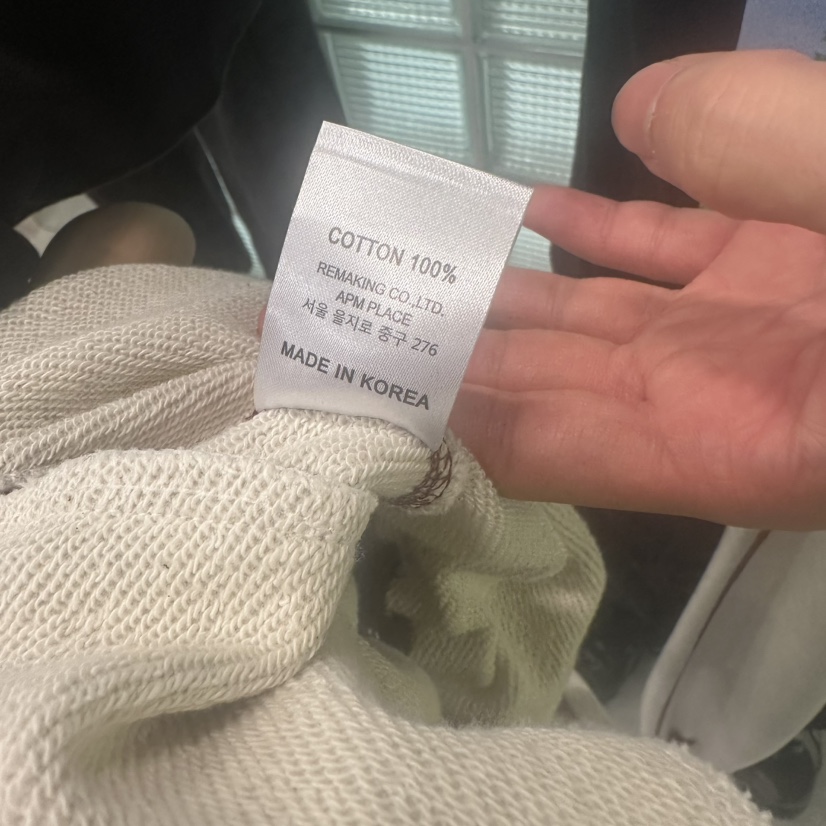 COTTON 100%
REMAKING CO.,LTD.
APM PLACE
서울 을지로 중구 276
MADE IN KOREA